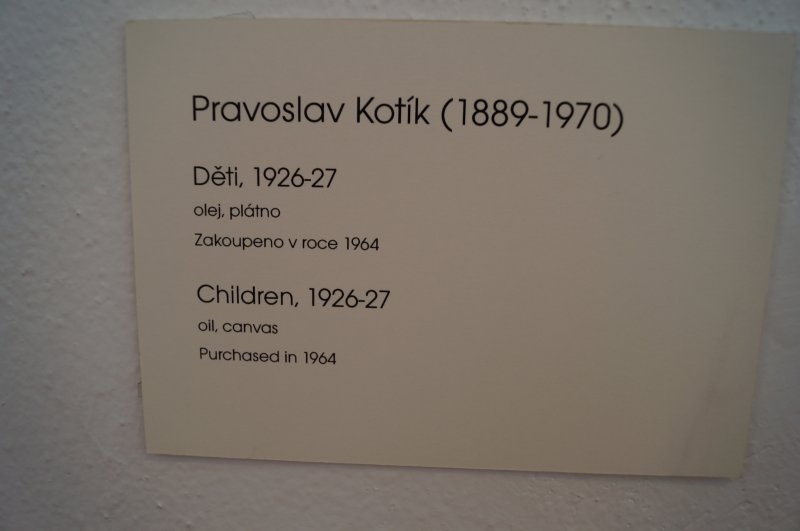 Pravoslav Kotík (1889-1970)
Děti, 1926-27
olej, plátno
Zakoupeno v roce 1964
Children, 1926-27
oil, canvas
Purchased in 1964